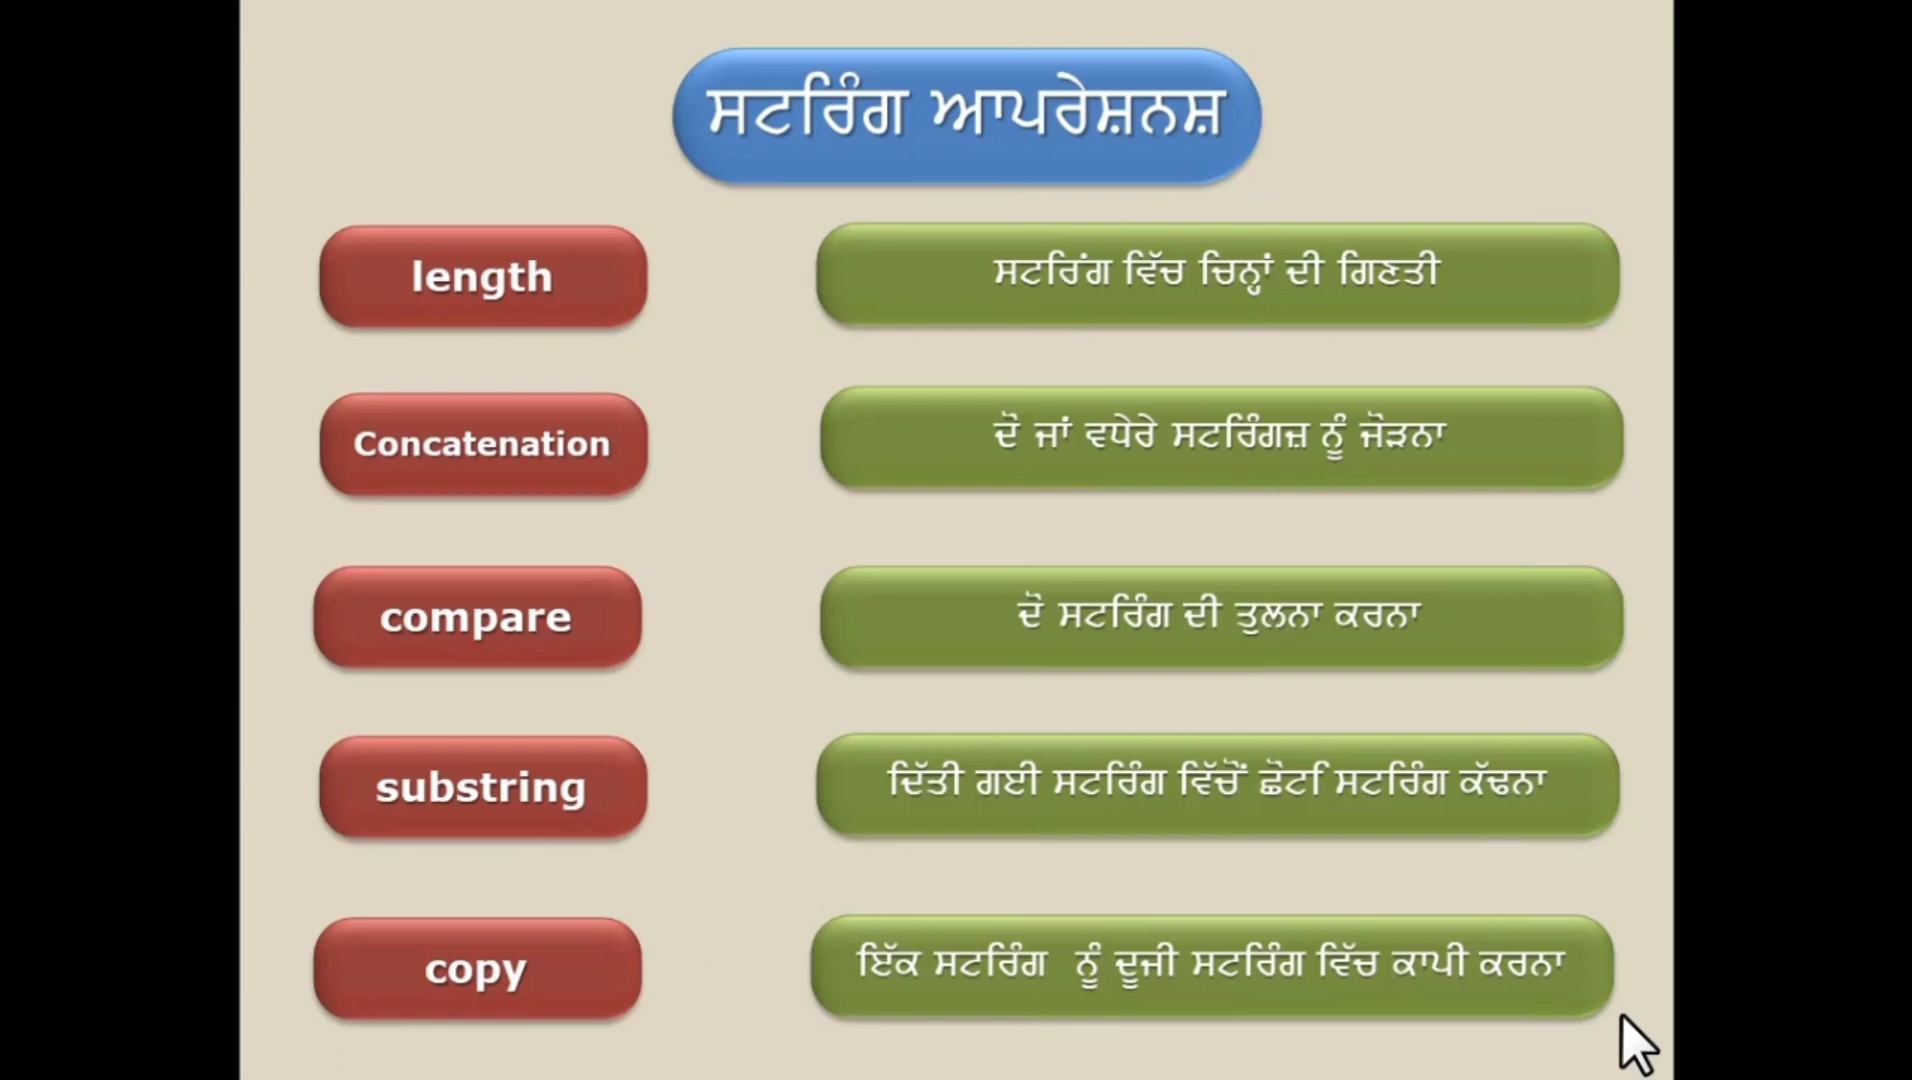 ਸਟਰਿੰਗ ਆਪਰੇਸ਼ਨਸ਼
length
ਸਟਰਿਂਗ ਵਿੱਚ ਚਿਨ੍ਹਾਂ ਦੀ ਗਿਣਤੀ
Concatenation
ਦੋ ਜਾਂ ਵਧੇਰੇ ਸਟਰਿੰਗਜ਼ ਨੂੰ ਜੋੜਨਾ
compare
ਦੋ ਸਟਰਿੰਗ ਦੀ ਤੁਲਨਾ ਕਰਨਾ
substring
ਦਿੱਤੀ ਗਈ ਸਟਰਿੰਗ ਵਿੱਚੋਂ ਛੋਟਿ ਸਟਰਿੰਗ ਕੱਢਨਾ
copy
ਇੱਕ ਸਟਰਿੰਗ  ਨੂੰ ਦੂਜੀ ਸਟਰਿੰਗ ਵਿੱਚ ਕਾਪੀ ਕਰਨਾ